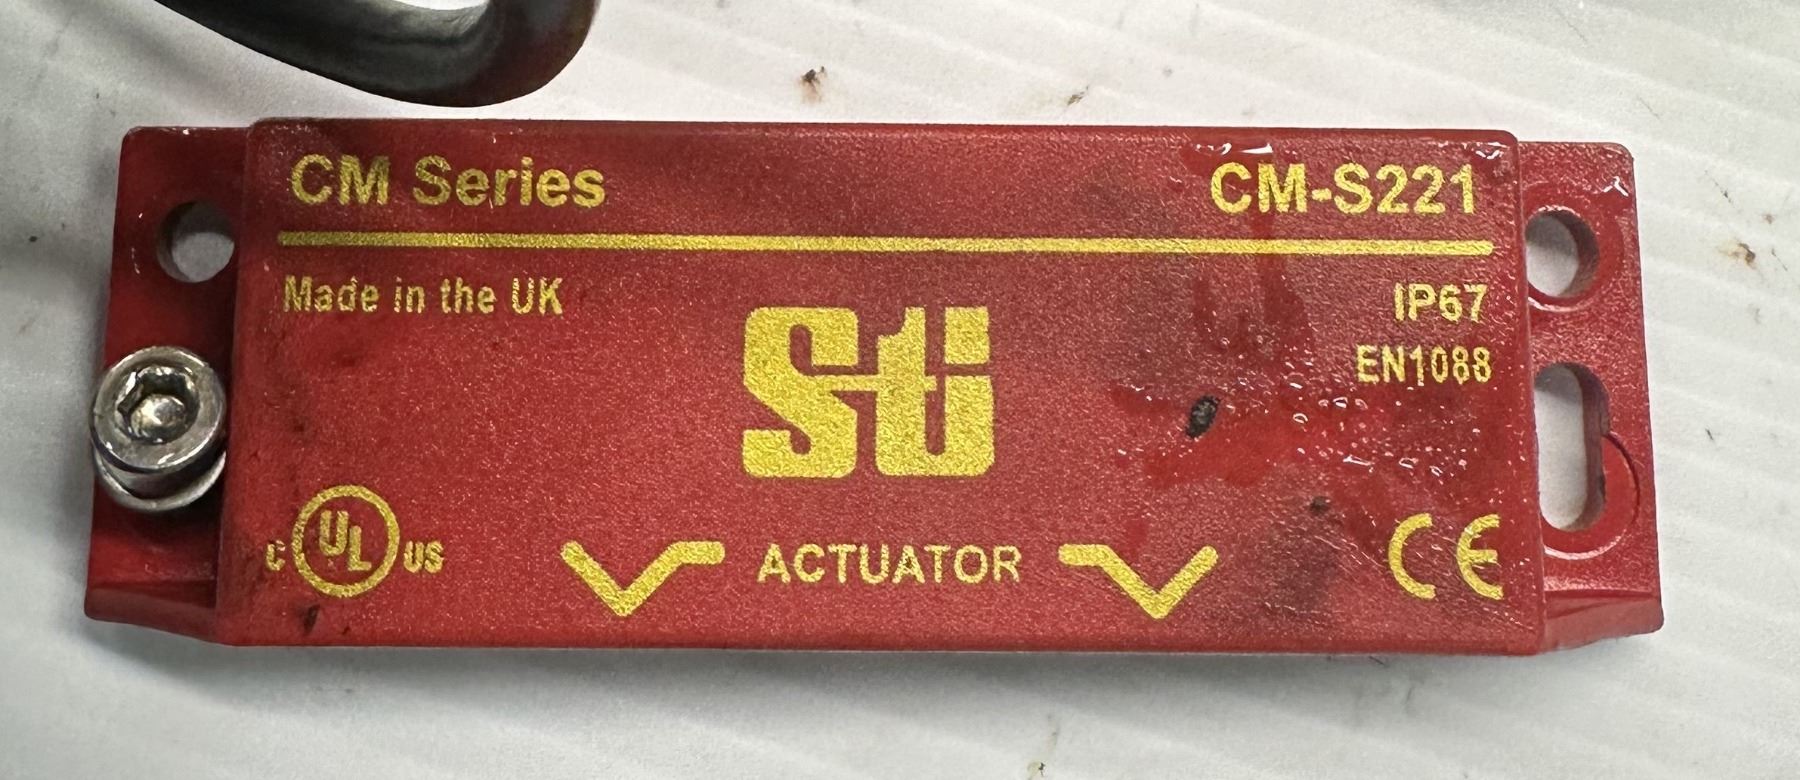 CM Series CM-S221
Made in the UK
IP67
EN1088
Sti
C UL US
ACTUATOR
CE